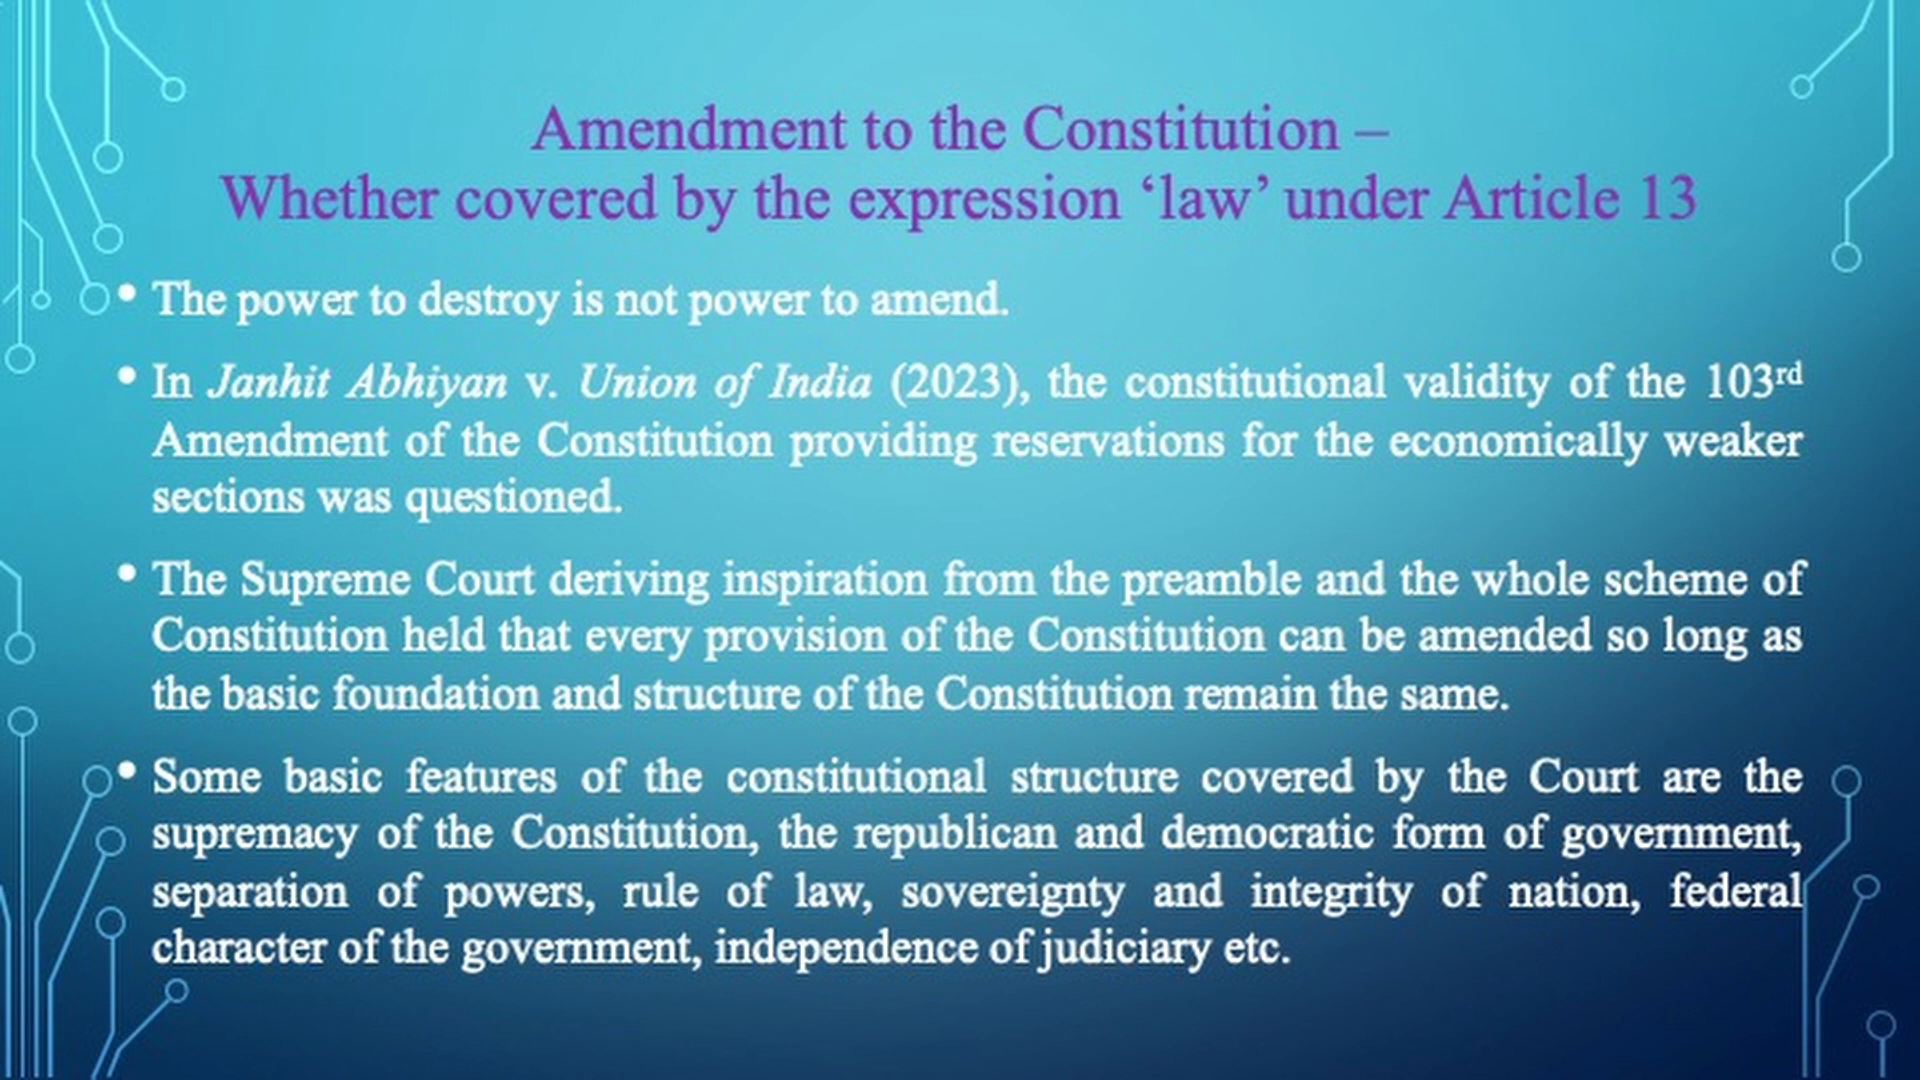 Amendment to the Constitution –
Whether covered by the expression ‘law’ under Article 13
• The power to destroy is not power to amend.
• In Janhit Abhiyan v. Union of India (2023), the constitutional validity of the 103rd
Amendment of the Constitution providing reservations for the economically weaker
sections was questioned.
• The Supreme Court deriving inspiration from the preamble and the whole scheme of
Constitution held that every provision of the Constitution can be amended so long as
the basic foundation and structure of the Constitution remain the same.
• Some basic features of the constitutional structure covered by the Court are the
supremacy of the Constitution, the republican and democratic form of government,
separation of powers, rule of law, sovereignty and integrity of nation, federal
character of the government, independence of judiciary etc.